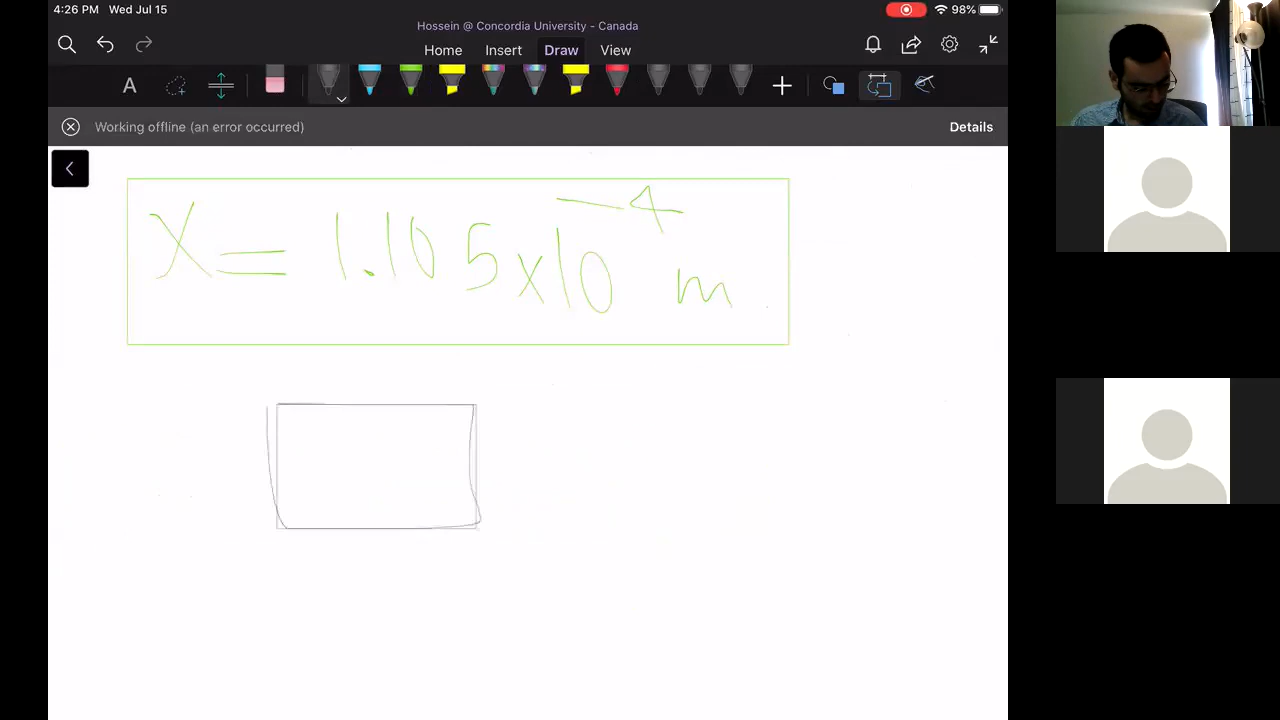 4:26 PM Wed Jul 15
98%
Hossein @ Concordia University - Canada
Home Insert Draw View
A
Working offline (an error occurred)
Details
X = 1.105 x 10⁻⁴ m